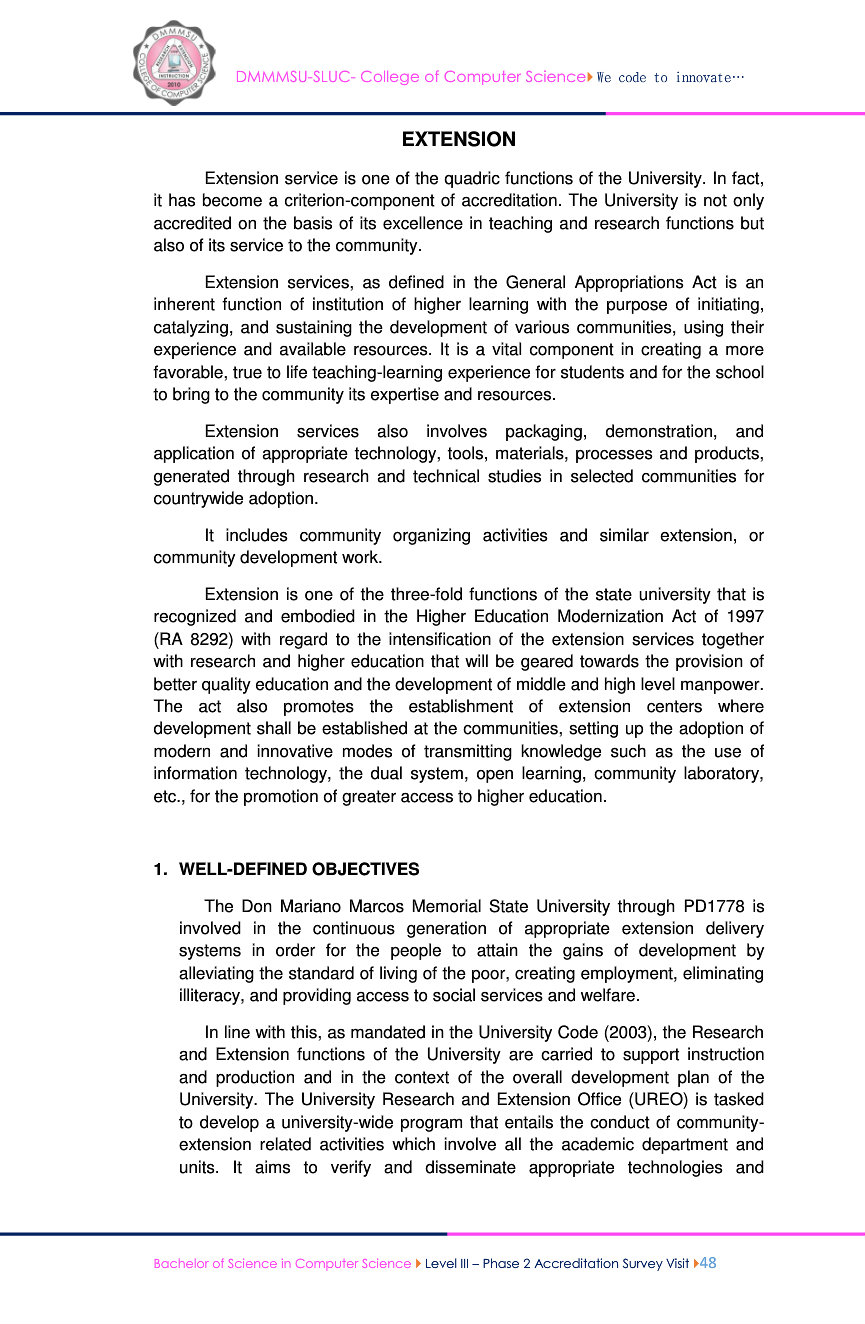 DMMMSU
RESEARCH
EXTENSION
INSTRUCTION
2010
COLLEGE OF COMPUTER SCIENCE
DMMMSU-SLUC- College of Computer Science We code to innovate…
EXTENSION
Extension service is one of the quadric functions of the University. In fact,
it has become a criterion-component of accreditation. The University is not only
accredited on the basis of its excellence in teaching and research functions but
also of its service to the community.
Extension services, as defined in the General Appropriations Act is an
inherent function of institution of higher learning with the purpose of initiating,
catalyzing, and sustaining the development of various communities, using their
experience and available resources. It is a vital component in creating a more
favorable, true to life teaching-learning experience for students and for the school
to bring to the community its expertise and resources.
Extension services also involves packaging, demonstration, and
application of appropriate technology, tools, materials, processes and products,
generated through research and technical studies in selected communities for
countrywide adoption.
It includes community organizing activities and similar extension, or
community development work.
Extension is one of the three-fold functions of the state university that is
recognized and embodied in the Higher Education Modernization Act of 1997
(RA 8292) with regard to the intensification of the extension services together
with research and higher education that will be geared towards the provision of
better quality education and the development of middle and high level manpower.
The act also promotes the establishment of extension centers where
development shall be established at the communities, setting up the adoption of
modern and innovative modes of transmitting knowledge such as the use of
information technology, the dual system, open learning, community laboratory,
etc., for the promotion of greater access to higher education.
1. WELL-DEFINED OBJECTIVES
The Don Mariano Marcos Memorial State University through PD1778 is
involved in the continuous generation of appropriate extension delivery
systems in order for the people to attain the gains of development by
alleviating the standard of living of the poor, creating employment, eliminating
illiteracy, and providing access to social services and welfare.
In line with this, as mandated in the University Code (2003), the Research
and Extension functions of the University are carried to support instruction
and production and in the context of the overall development plan of the
University. The University Research and Extension Office (UREO) is tasked
to develop a university-wide program that entails the conduct of community-
extension related activities which involve all the academic department and
units. It aims to verify and disseminate appropriate technologies and
Bachelor of Science in Computer Science Level III – Phase 2 Accreditation Survey Visit 48